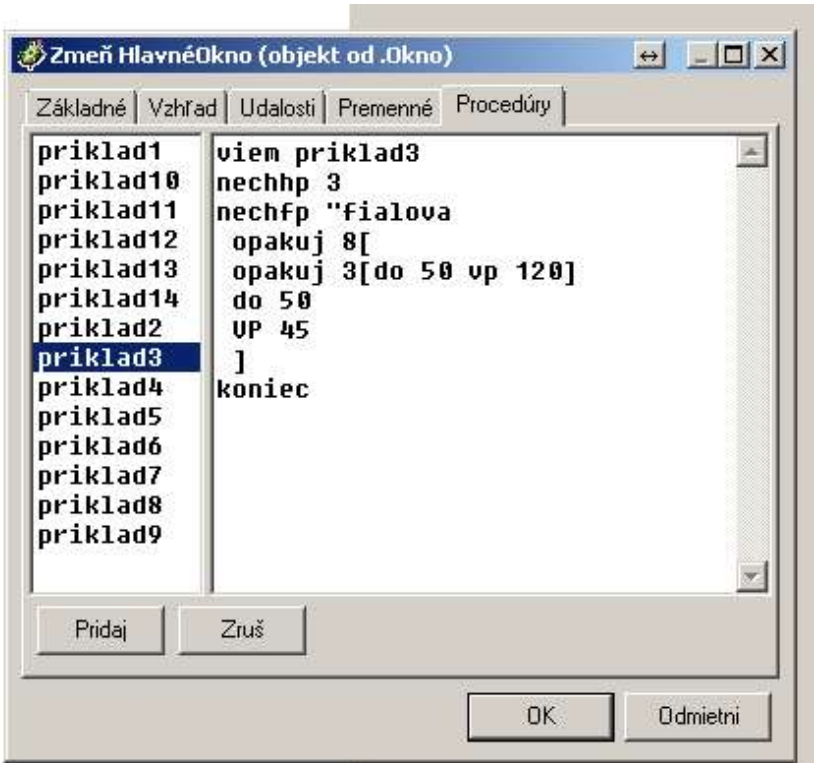 Zmeň HlavnéOkno (objekt od .Okno)
Základné Vzhľad Udalosti Premenné Procedúry
priklad1
priklad10
priklad11
priklad12
priklad13
priklad14
priklad2
priklad3
priklad4
priklad5
priklad6
priklad7
priklad8
priklad9
viem priklad3
nechhp 3
nechfp "fialova
opakuj 8[
opakuj 3[do 50 vp 120]
do 50
VP 45
]
koniec
Pridaj Zruš
OK Odmietni